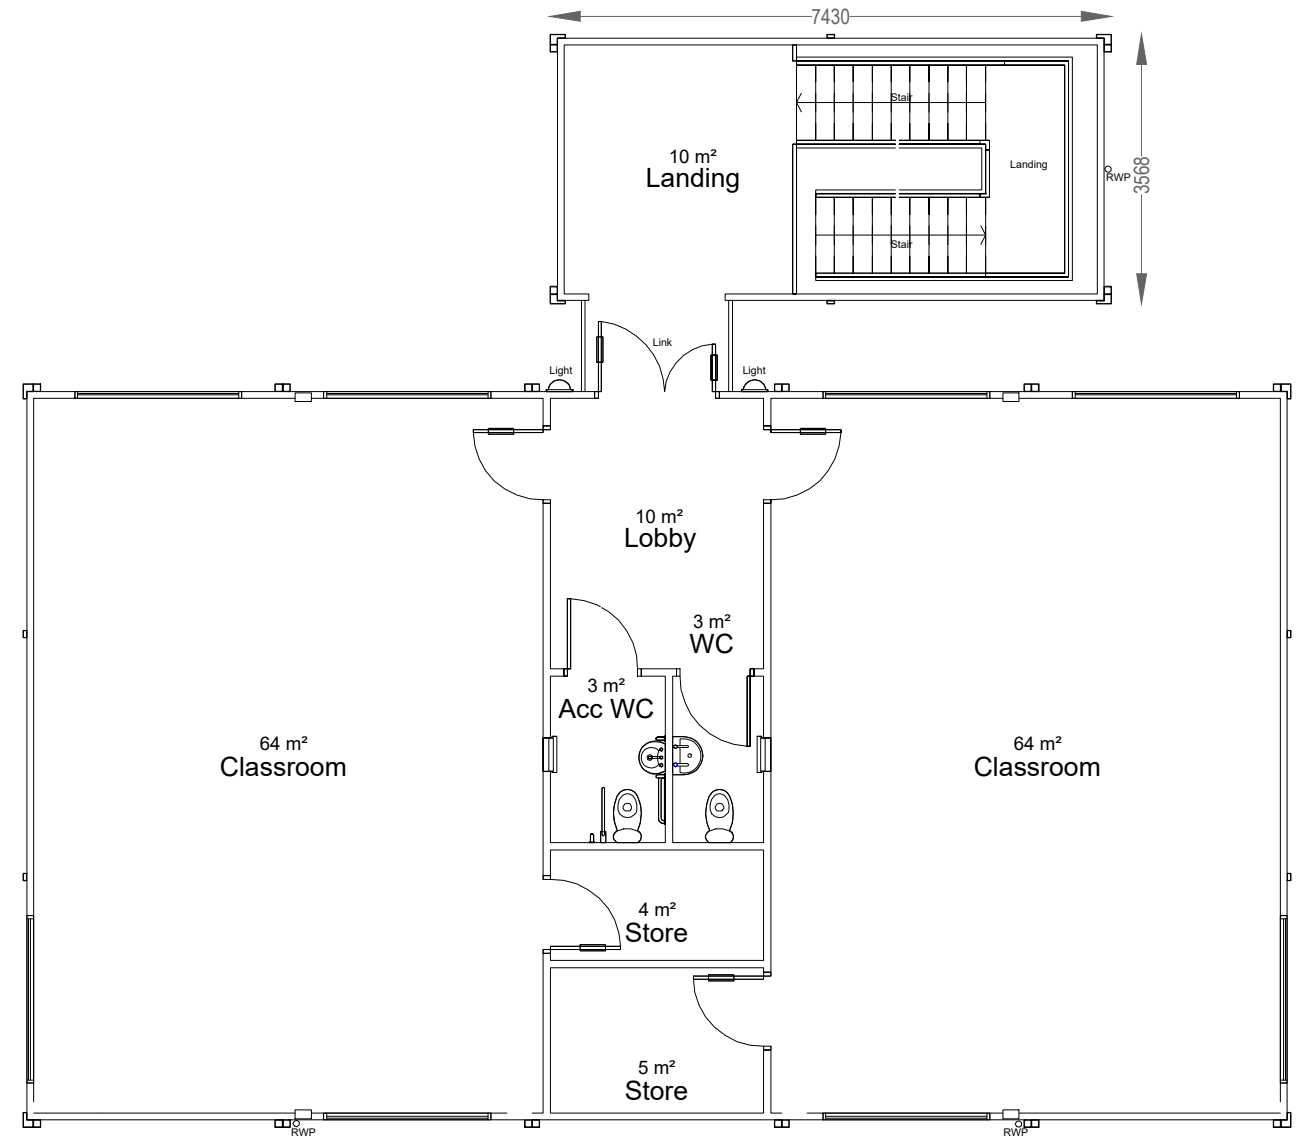 7430
Stair
10 m²
Landing
Landing
RWP
3568
Stair
Link
Light
Light
10 m²
Lobby
3 m²
WC
3 m²
Acc WC
64 m²
Classroom
64 m²
Classroom
4 m²
Store
5 m²
Store
RWP
RWP